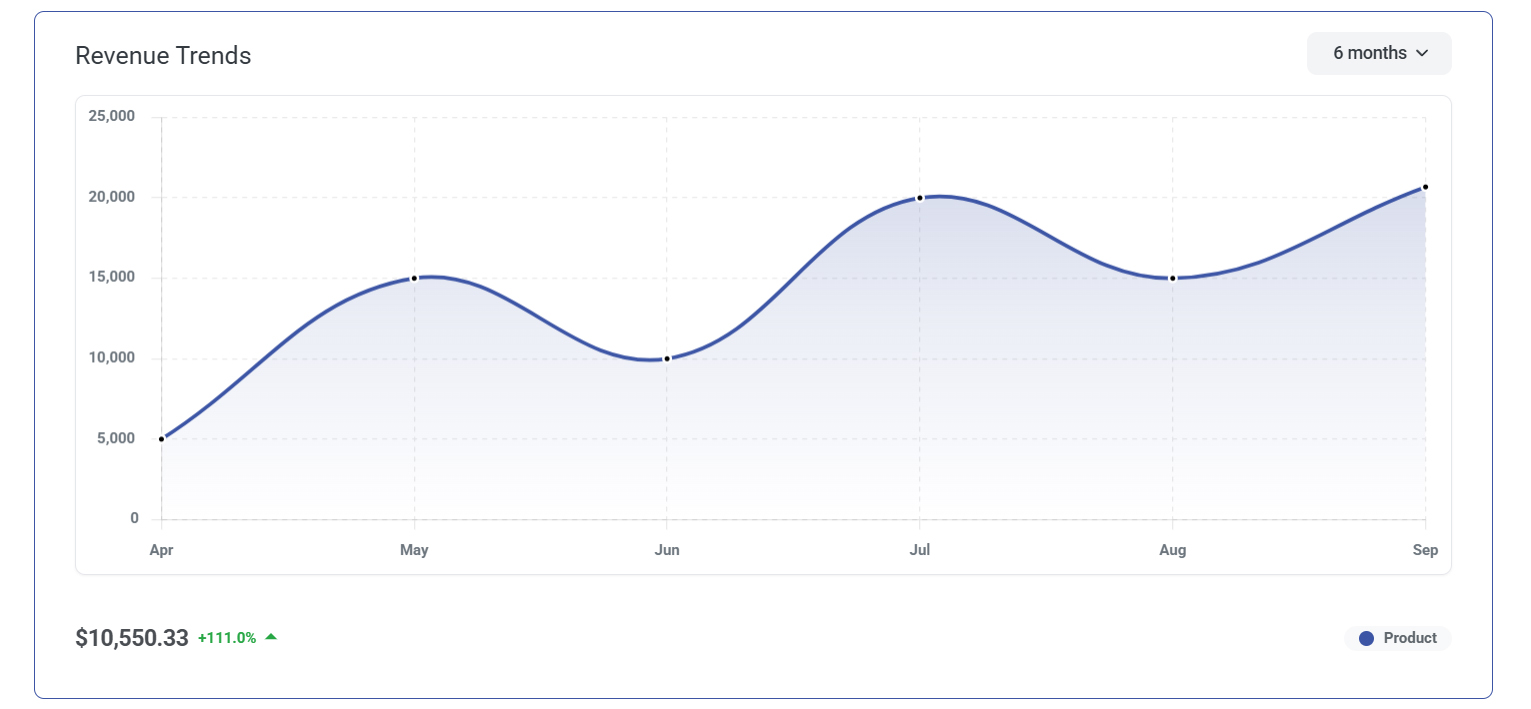 Revenue Trends
6 months
25,000
20,000
15,000
10,000
5,000
0
Apr May Jun Jul Aug Sep
$10,550.33 +111.0%
Product